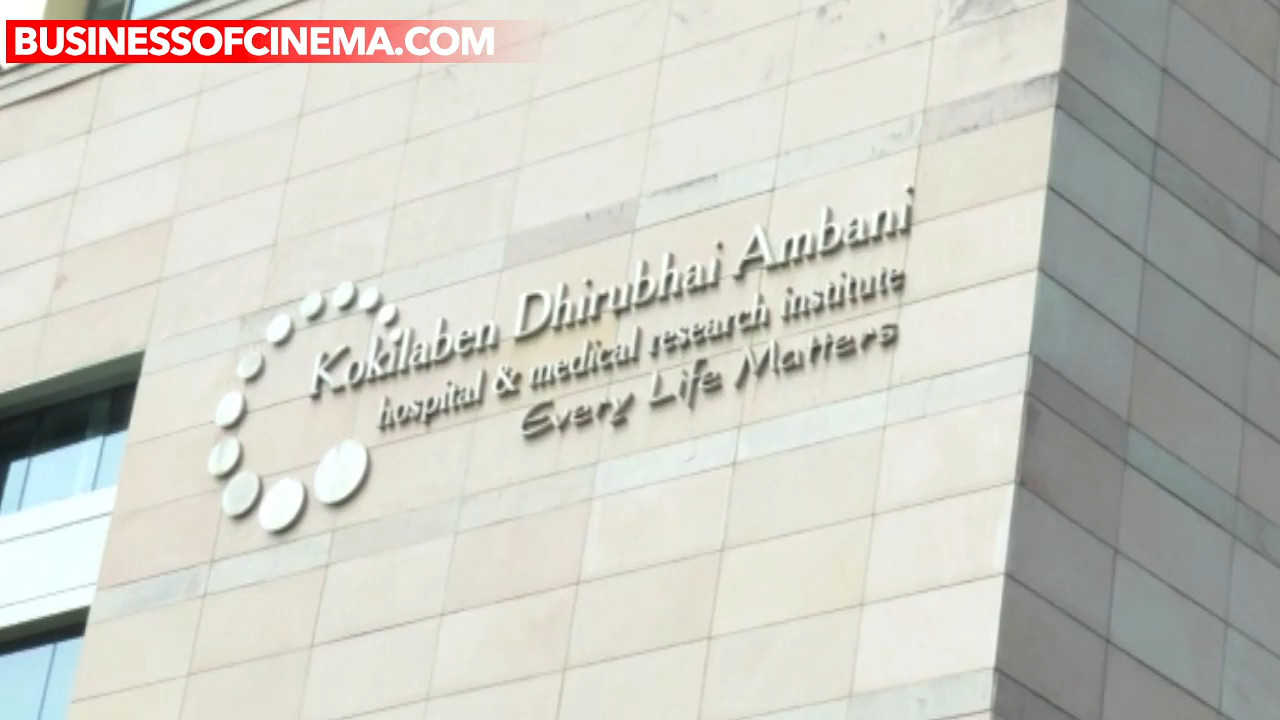 BUSINESSOFCINEMA.COM
Kokilaben Dhirubhai Ambani
hospital & medical research institute
Every Life Matters